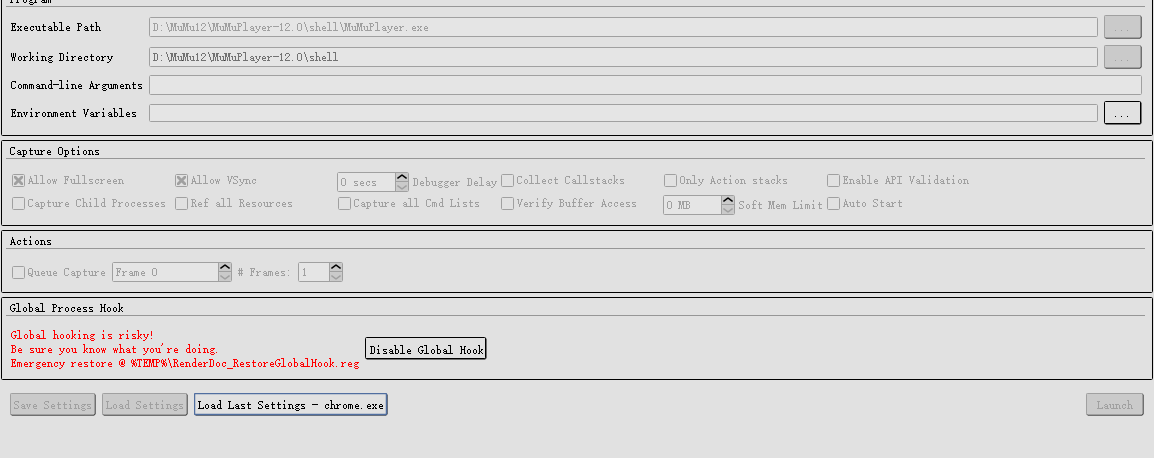 Program
Executable Path D:\MuMu12\MuMuPlayer-12.0\shell\MuMuPlayer.exe ...
Working Directory D:\MuMu12\MuMuPlayer-12.0\shell ...
Command-line Arguments
Environment Variables ...
Capture Options
Allow Fullscreen Allow VSync 0 secs Debugger Delay Collect Callstacks Only Action stacks Enable API Validation
Capture Child Processes Ref all Resources Capture all Cmd Lists Verify Buffer Access 0 MB Soft Mem Limit Auto Start
Actions
Queue Capture Frame 0 # Frames: 1
Global Process Hook
Global hooking is risky!
Be sure you know what you're doing.
Emergency restore @ %TEMP%\RenderDoc_RestoreGlobalHook.reg
Disable Global Hook
Save Settings Load Settings Load Last Settings - chrome.exe Launch